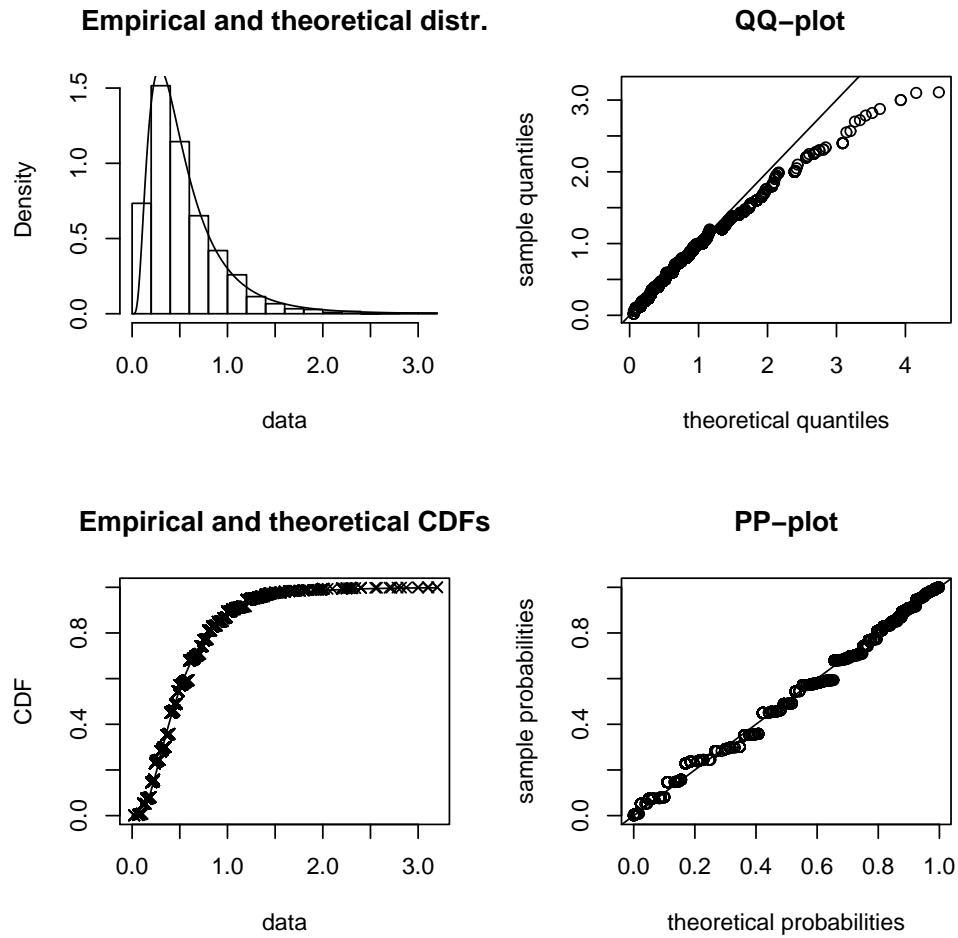 Empirical and theoretical distr.
Density
0.0 0.5 1.0 1.5
0.0 1.0 2.0 3.0
data
QQ−plot
sample quantiles
0.0 1.0 2.0 3.0
0 1 2 3 4
theoretical quantiles
Empirical and theoretical CDFs
CDF
0.0 0.4 0.8
0.0 1.0 2.0 3.0
data
PP−plot
sample probabilities
0.0 0.4 0.8
0.0 0.2 0.4 0.6 0.8 1.0
theoretical probabilities